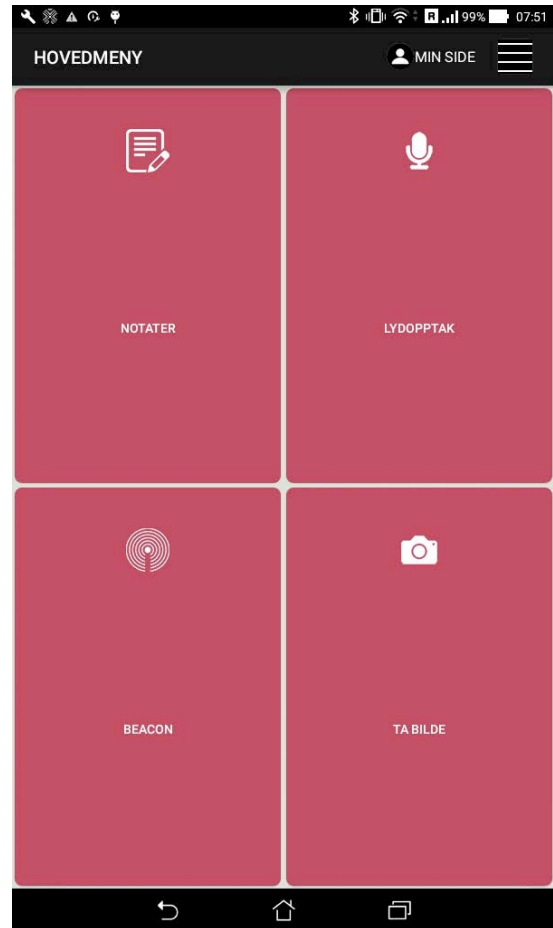 R 99% 07:51
HOVEDMENY MIN SIDE
NOTATER LYDOPPTAK
BEACON TA BILDE